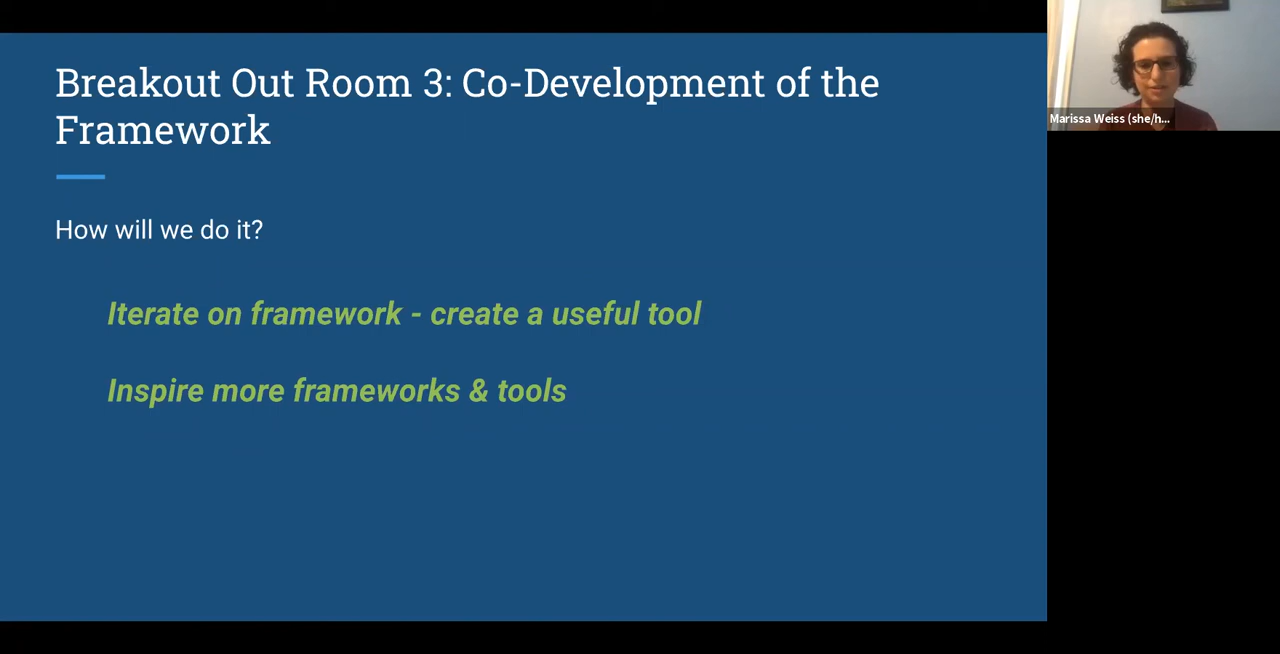 Breakout Out Room 3: Co-Development of the
Framework
How will we do it?
Iterate on framework - create a useful tool
Inspire more frameworks & tools
Marissa Weiss (she/h...